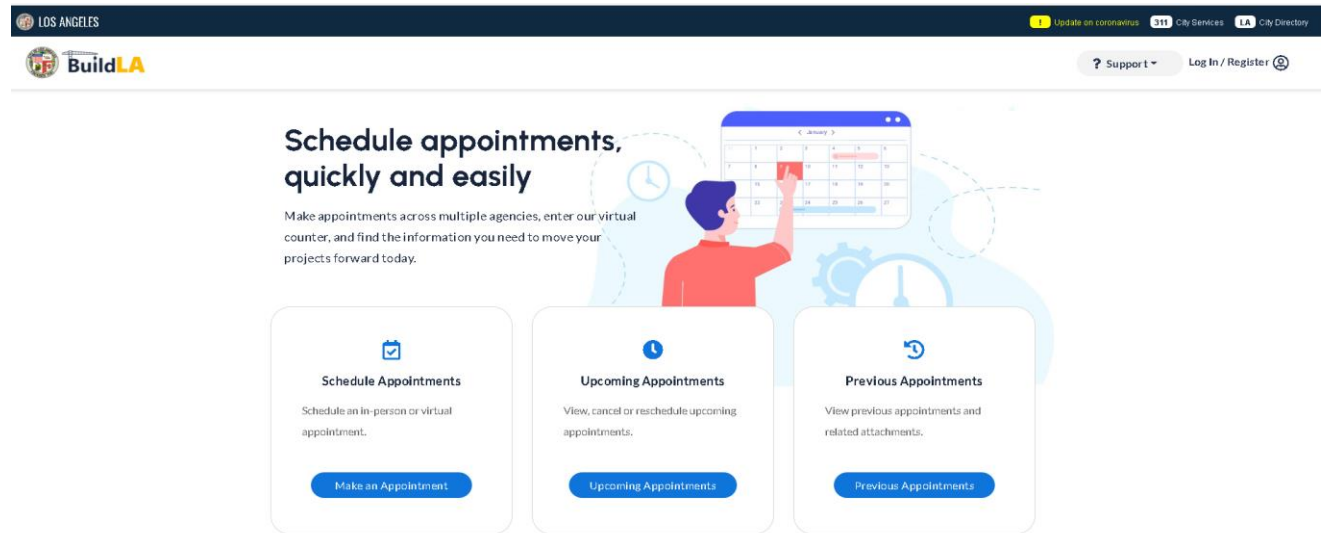 LOS ANGELES
! Update on coronavirus 311 City Services LA City Directory
BuildLA
? Support Log In / Register
Schedule appointments,
quickly and easily
Make appointments across multiple agencies, enter our virtual
counter, and find the information you need to move your
projects forward today.
January
Schedule Appointments
Schedule an in-person or virtual
appointment.
Make an Appointment
Upcoming Appointments
View, cancel or reschedule upcoming
appointments.
Upcoming Appointments
Previous Appointments
View previous appointments and
related attachments.
Previous Appointments